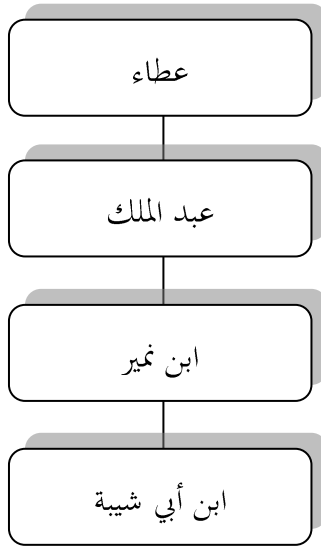 عطاء
عبد الملك
ابن نمير
ابن أبي شيبة